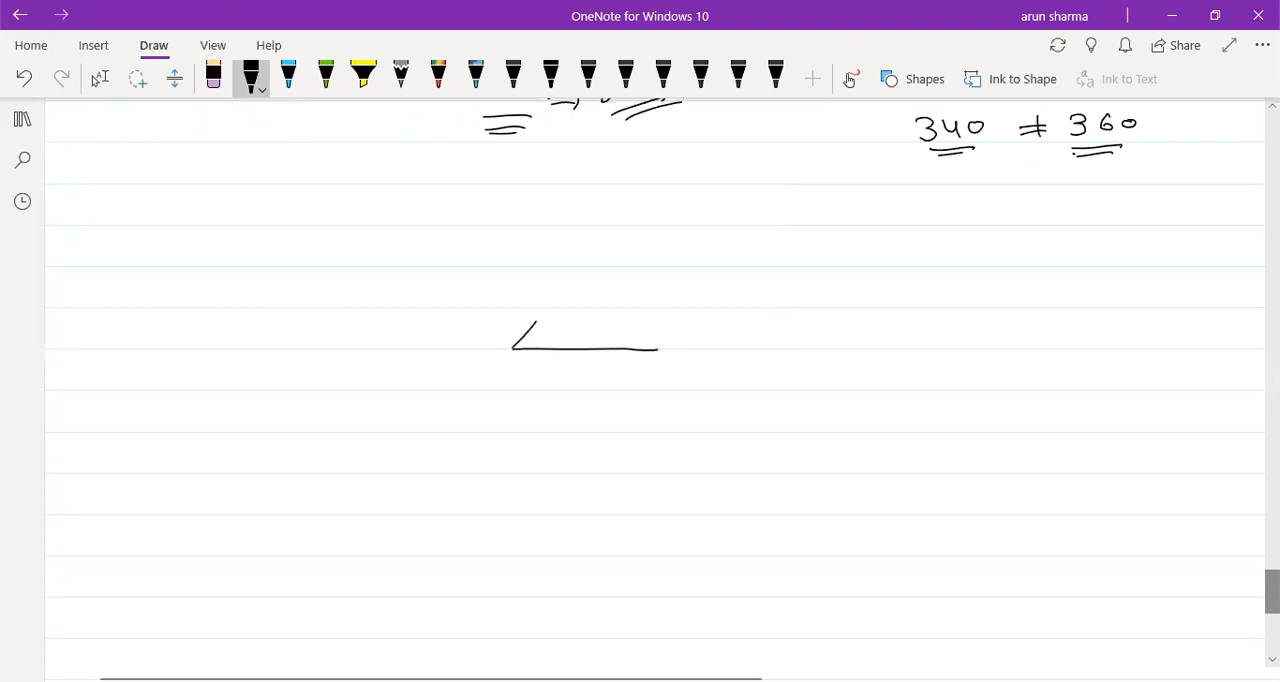 OneNote for Windows 10
arun sharma
Home Insert Draw View Help
Share
Shapes Ink to Shape Ink to Text
340 ≠ 360